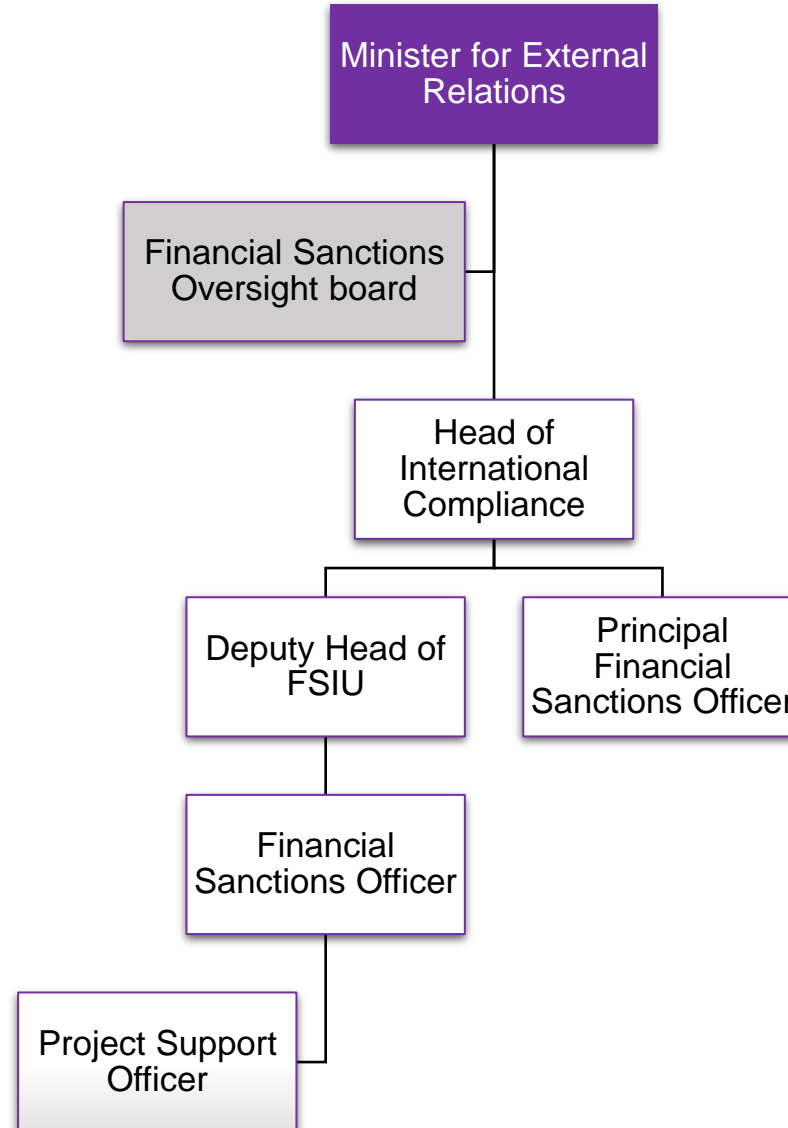 Minister for External
Relations
Financial Sanctions
Oversight board
Head of
International
Compliance
Deputy Head of
FSIU
Principal
Financial
Sanctions Officer
Financial
Sanctions Officer
Project Support
Officer